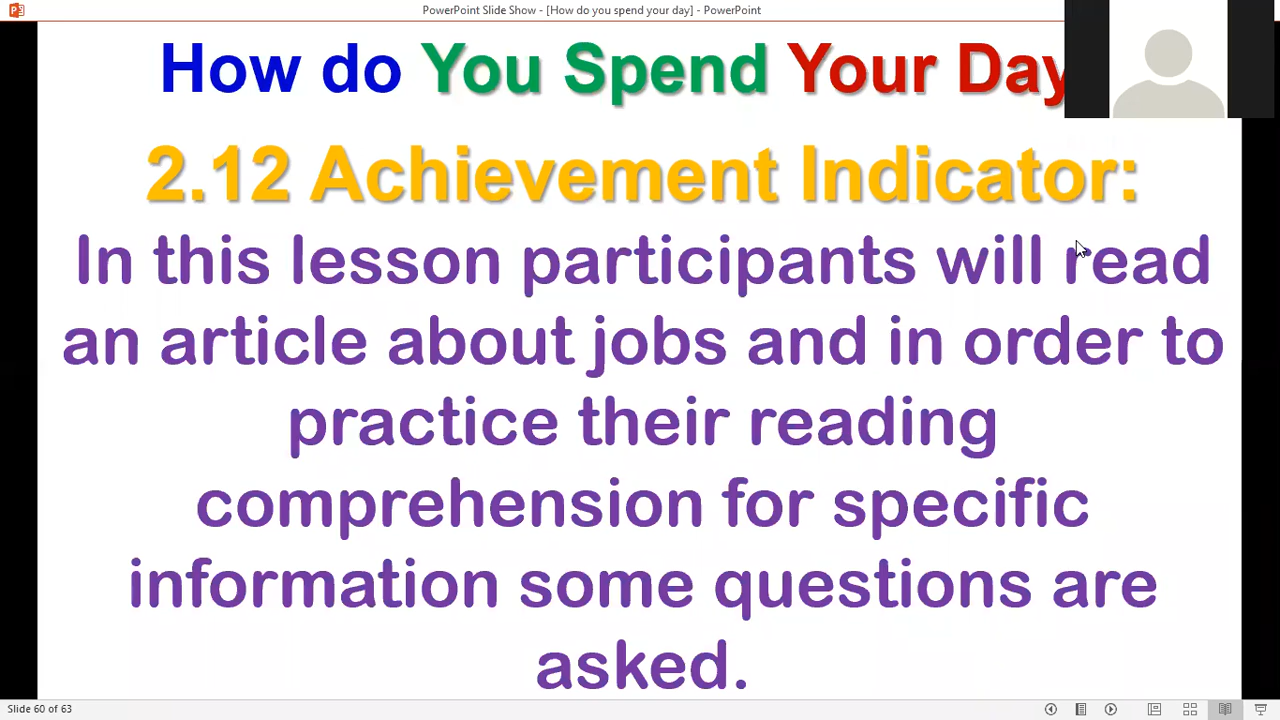 PowerPoint Slide Show - [How do you spend your day] - PowerPoint
How do You Spend Your Day
2.12 Achievement Indicator:
In this lesson participants will read
an article about jobs and in order to
practice their reading
comprehension for specific
information some questions are
asked.
Slide 60 of 63